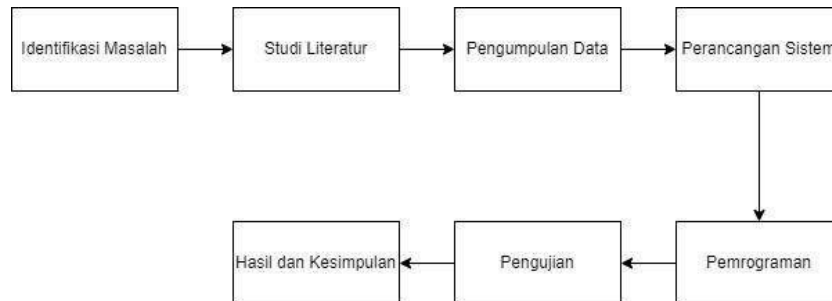 Identifikasi Masalah
Studi Literatur
Pengumpulan Data
Perancangan Sistem
Pemrograman
Pengujian
Hasil dan Kesimpulan